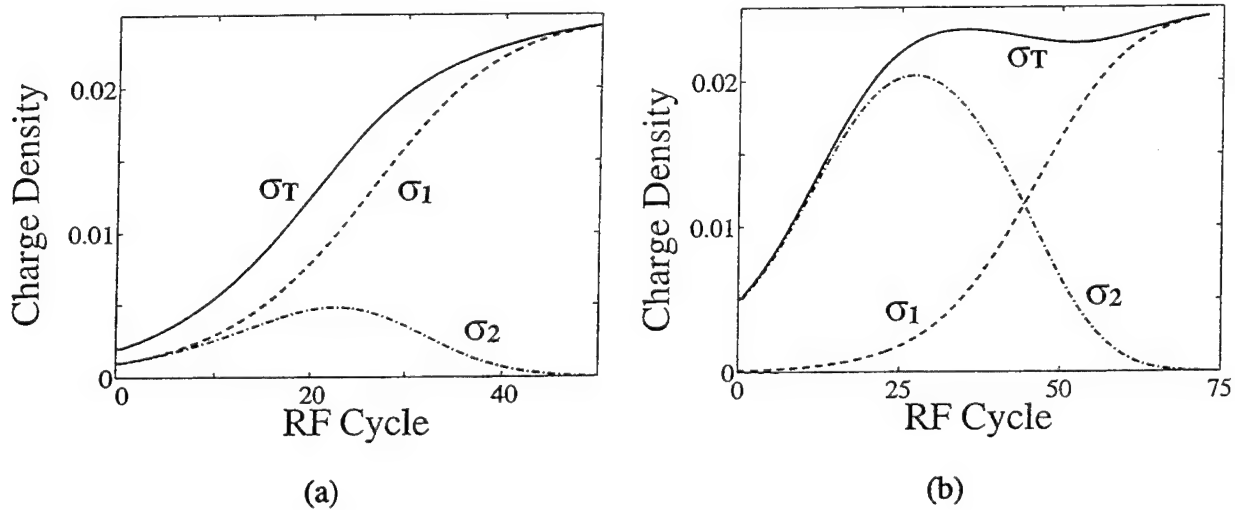 Charge Density
0.02
0.01
0
σT
σ1
σ2
0
20
40
RF Cycle
(a)
Charge Density
0.02
0.01
0
σT
σ1
σ2
0
25
50
75
RF Cycle
(b)